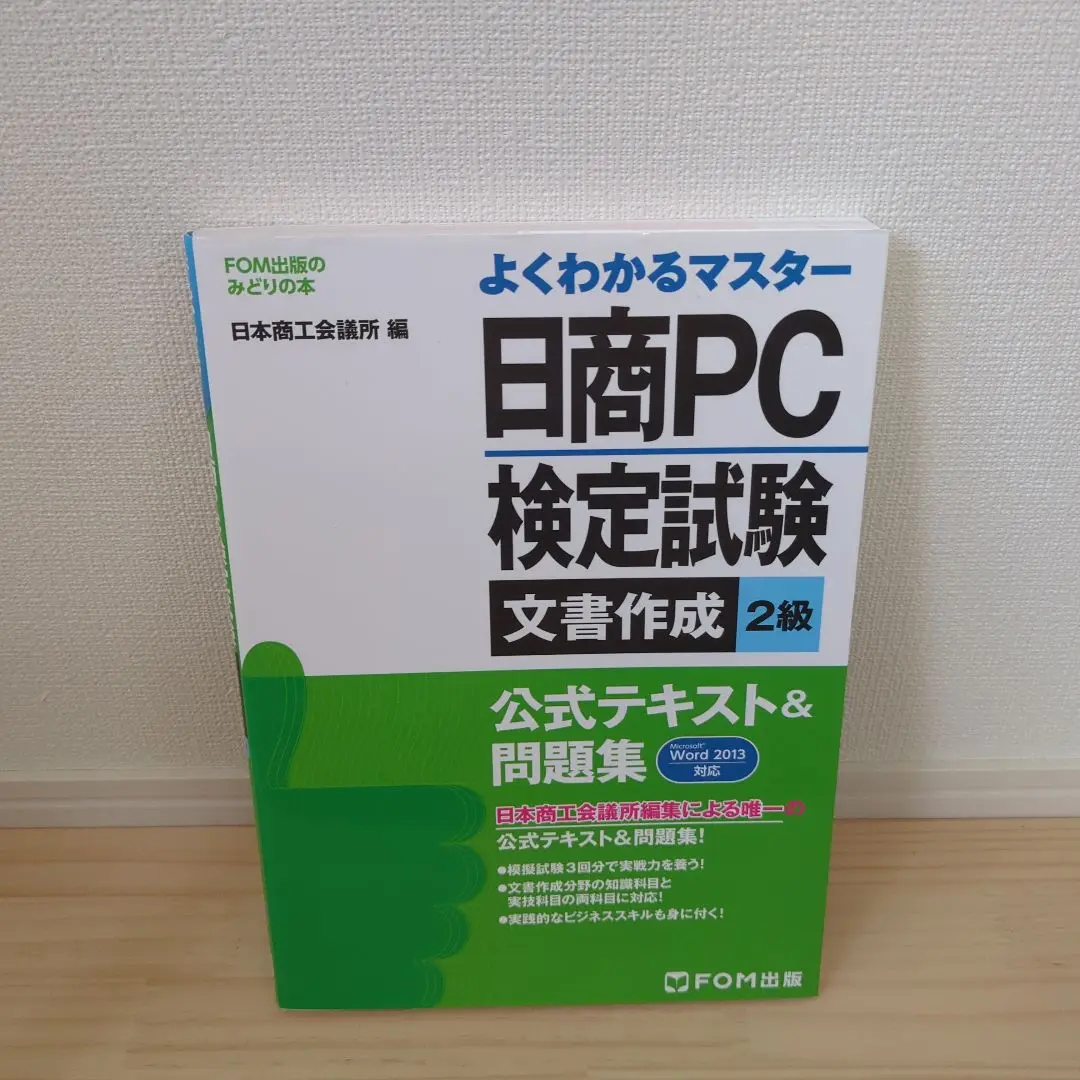 FOM出版の
みどりの本
日本商工会議所 編
よくわかるマスター
日商PC
検定試験
文書作成 2級
公式テキスト&
問題集
Microsoft®
Word 2013
対応
日本商工会議所編集による唯一の
公式テキスト&問題集!
●模擬試験3回分で実戦力を養う!
●文書作成分野の知識科目と
実技科目の両科目に対応!
●実践的なビジネススキルも身に付く!
FOM出版